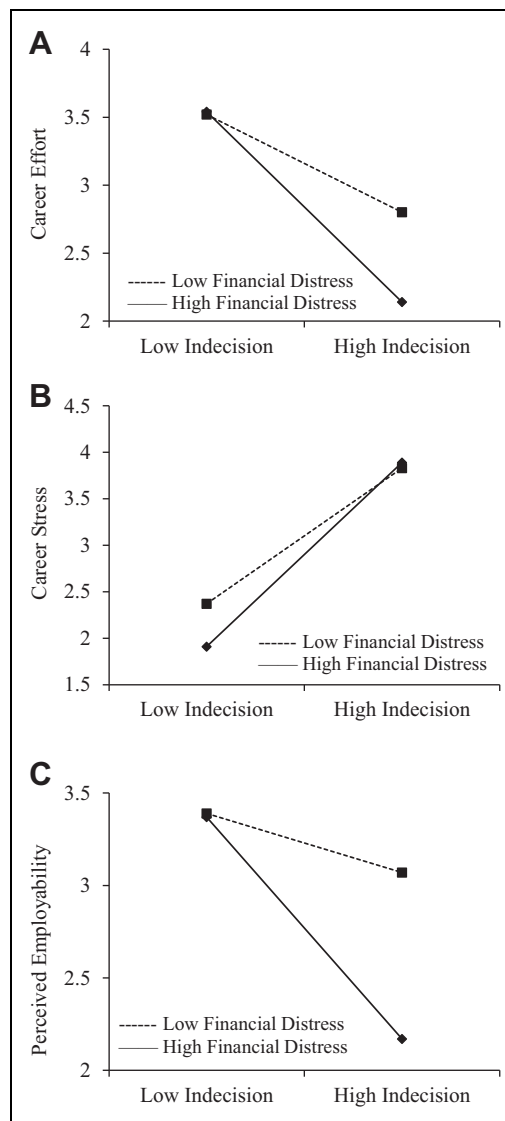 A
4
3.5
3
2.5
2
Career Effort
Low Financial Distress
High Financial Distress
Low Indecision High Indecision
B
4.5
4
3.5
3
2.5
2
1.5
Career Stress
Low Financial Distress
High Financial Distress
Low Indecision High Indecision
C
3.5
3
2.5
2
Perceived Employability
Low Financial Distress
High Financial Distress
Low Indecision High Indecision